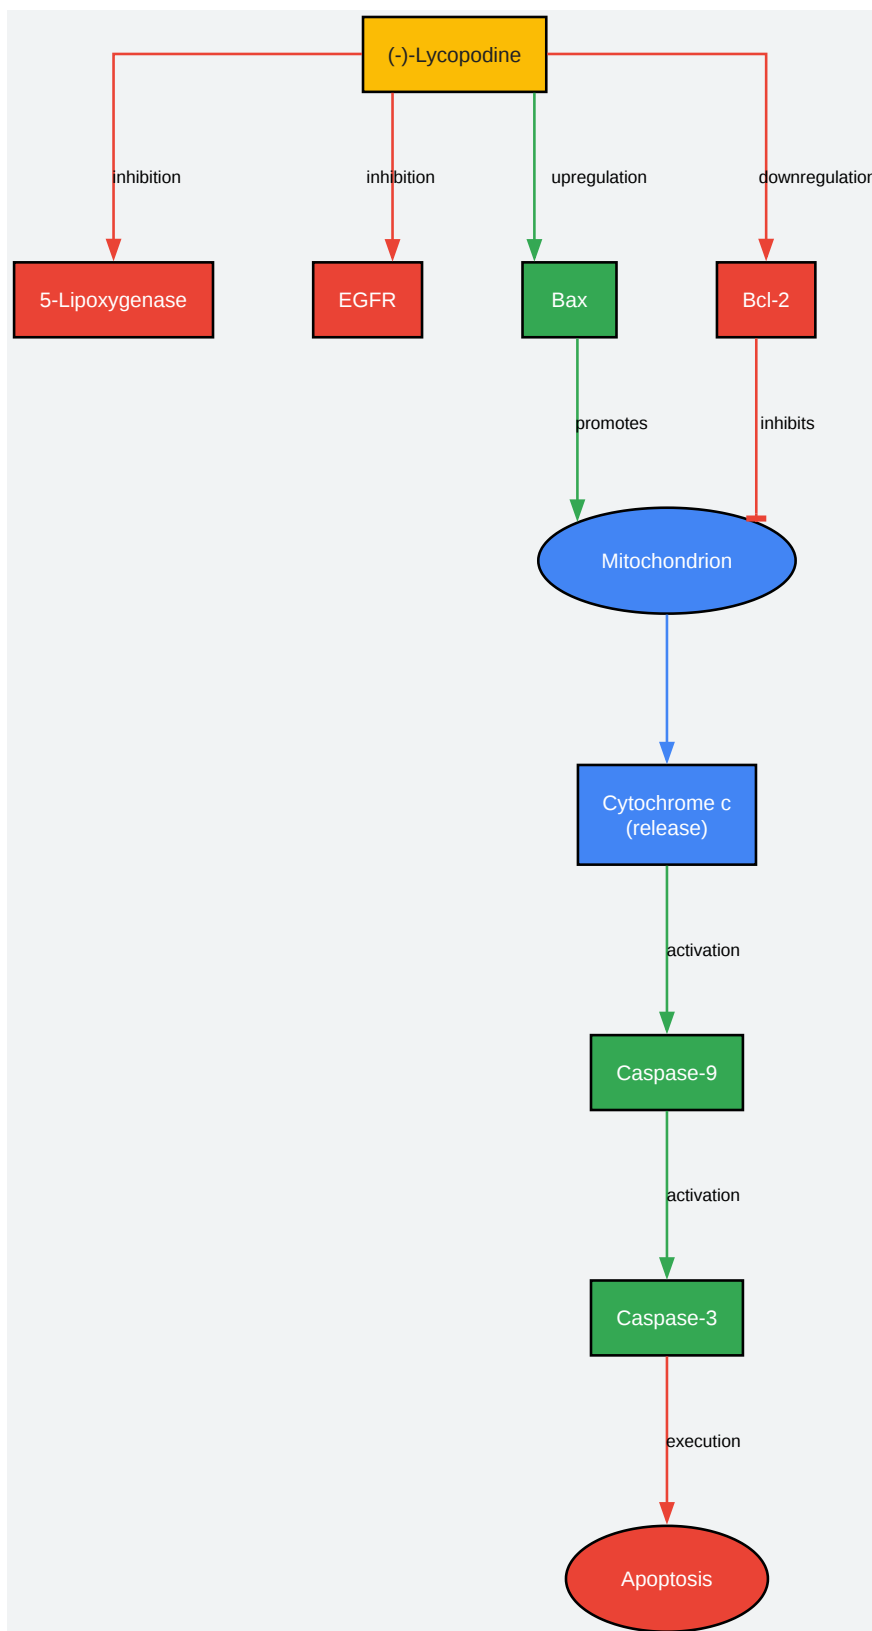 (-)-Lycopodine
inhibition
inhibition
upregulation
downregulation
5-Lipoxygenase
EGFR
Bax
Bcl-2
promotes
inhibits
Mitochondrion
Cytochrome c
(release)
activation
Caspase-9
activation
Caspase-3
execution
Apoptosis